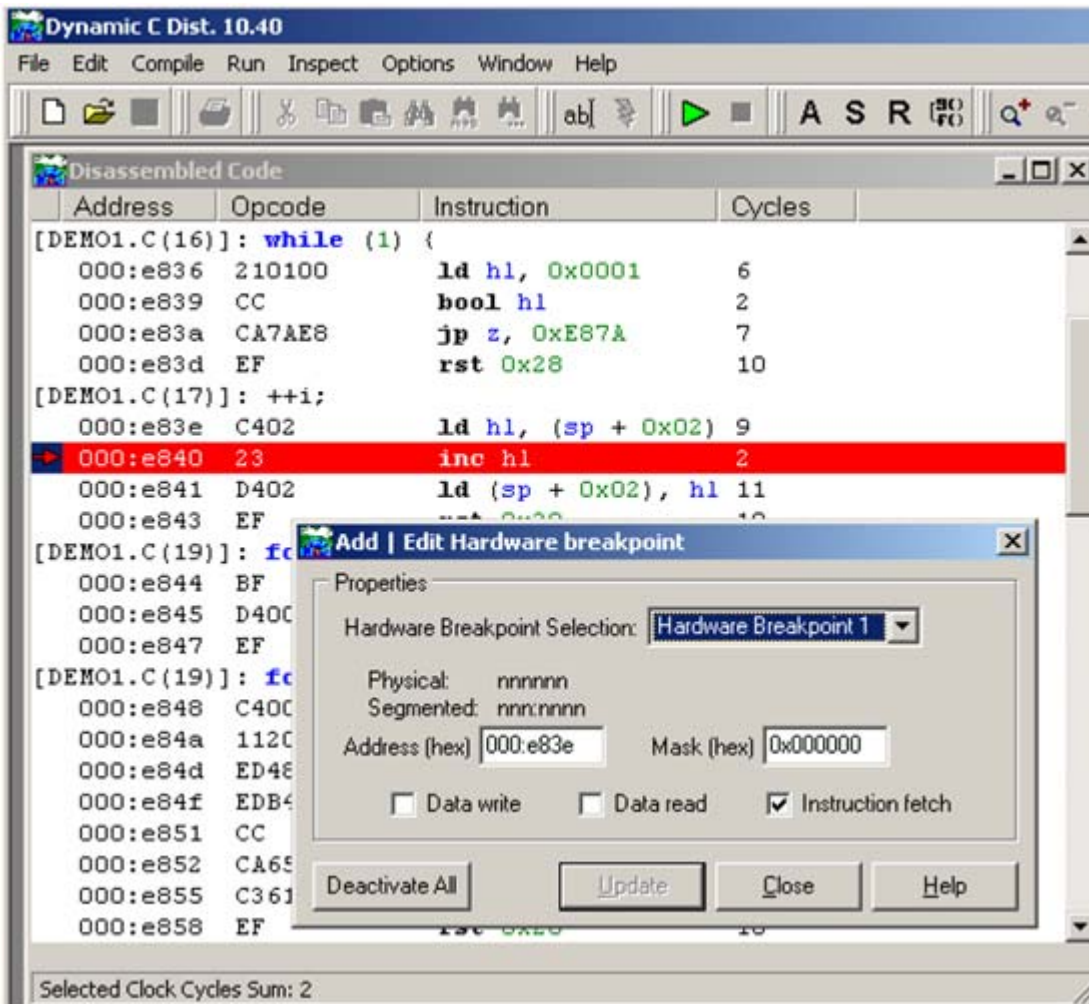 Dynamic C Dist. 10.40
File Edit Compile Run Inspect Options Window Help
ab A S R
Disassembled Code
Address Opcode Instruction Cycles
[DEMO1.C(16)]: while (1) {
000:e836 210100 ld hl, 0x0001 6
000:e839 CC bool hl 2
000:e83a CA7AE8 jp z, 0xE87A 7
000:e83d EF rst 0x28 10
[DEMO1.C(17)]: ++i;
000:e83e C402 ld hl, (sp + 0x02) 9
000:e840 23 inc hl 2
000:e841 D402 ld (sp + 0x02), hl 11
000:e843 EF
[DEMO1.C(19)]:
000:e844 BF
000:e845
000:e847 EF
[DEMO1.C(19)]:
000:e848
000:e84a
000:e84d
000:e84f
000:e851 CC
000:e852
000:e855
000:e858 EF
Add | Edit Hardware breakpoint
Properties
Hardware Breakpoint Selection: Hardware Breakpoint 1
Physical: nnnnnn
Segmented: nnn:nnnn
Address (hex) 000:e83e Mask (hex) 0x000000
Data write Data read Instruction fetch
Deactivate All Update Close Help
Selected Clock Cycles Sum: 2